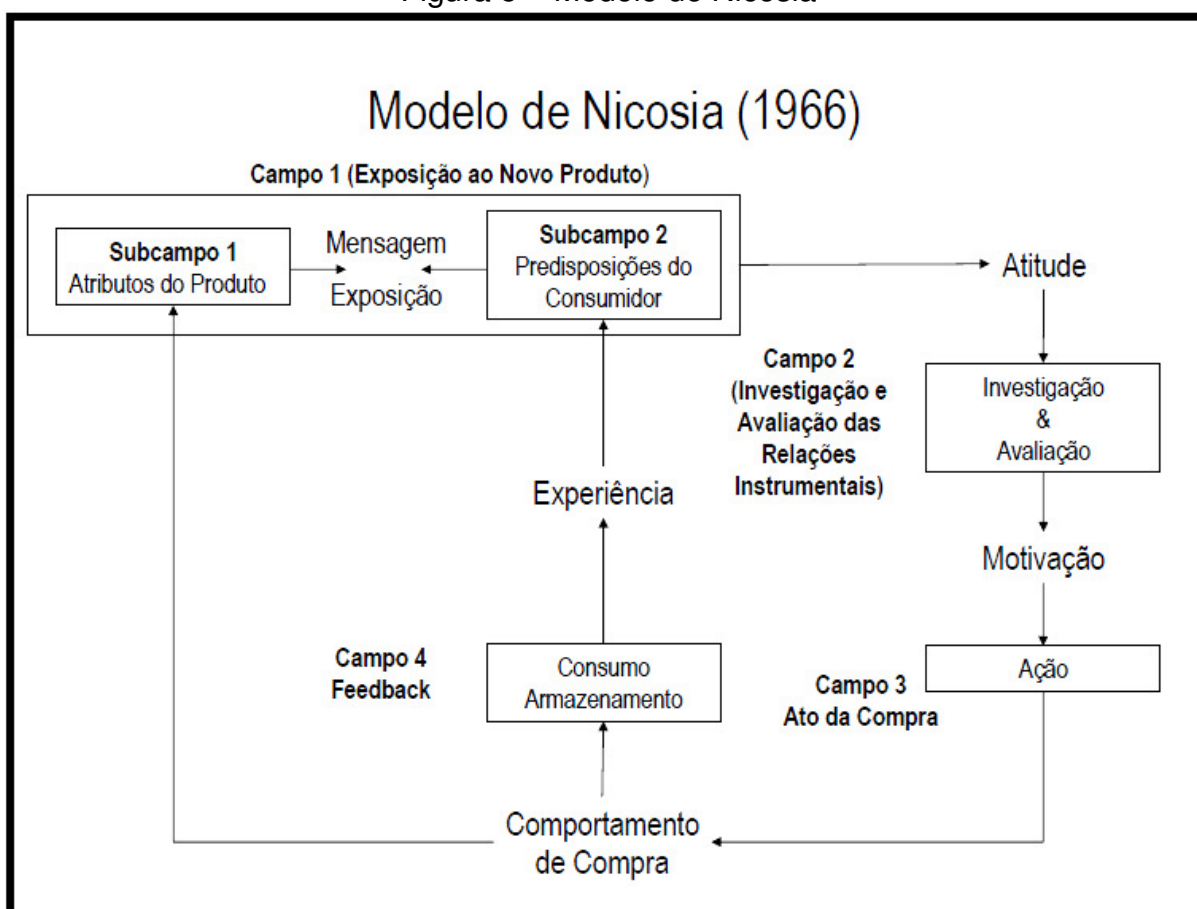 Modelo de Nicosia (1966)
Campo 1 (Exposição ao Novo Produto)
Subcampo 1
Atributos do Produto
Mensagem
Exposição
Subcampo 2
Predisposições do
Consumidor
Atitude
Campo 2
(Investigação e
Avaliação das
Relações
Instrumentais)
Investigação
&
Avaliação
Experiência
Motivação
Campo 4
Feedback
Consumo
Armazenamento
Campo 3
Ato da Compra
Ação
Comportamento
de Compra